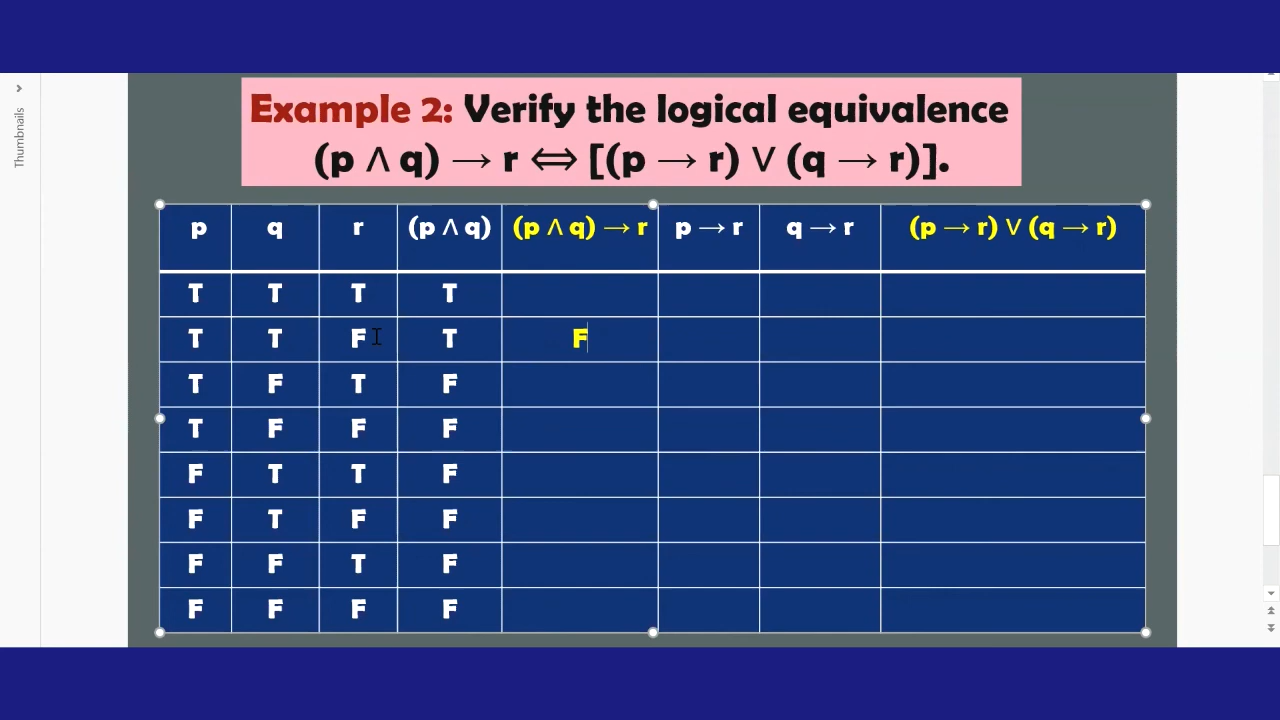 Thumbnails
Example 2: Verify the logical equivalence
(p ∧ q) → r ⇔ [(p → r) ∨ (q → r)].
p q r (p ∧ q) (p ∧ q) → r p → r q → r (p → r) ∨ (q → r)
T T T T
T T F T F
T F T F
T F F F
F T T F
F T F F
F F T F
F F F F